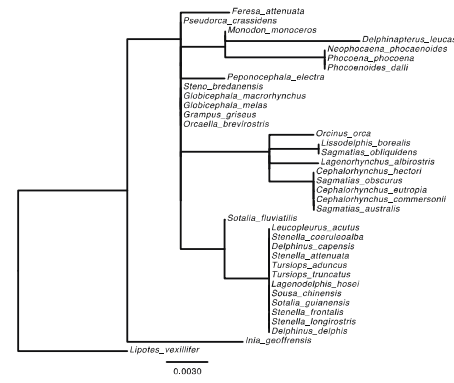 Feresa_attenuata
Pseudorca_crassidens
Monodon_monoceros
Delphinapterus_leucas
Neophocaena_phocaenoides
Phocoena_phocoena
Phocoenoides_dalli
Peponocephala_electra
Steno_bredanensis
Globicephala_macrorhynchus
Globicephala_melas
Grampus_griseus
Orcaella_brevirostris
Orcinus_orca
Lissodelphis_borealis
Sagmatias_obliquidens
Lagenorhynchus_albirostris
Cephalorhynchus_hectori
Sagmatias_obscurus
Cephalorhynchus_eutropia
Cephalorhynchus_commersonii
Sagmatias_australis
Sotalia_fluviatilis
Leucopleurus_acutus
Stenella_coeruleoalba
Delphinus_capensis
Stenella_attenuata
Tursiops_aduncus
Tursiops_truncatus
Lagenodelphis_hosei
Sousa_chinensis
Sotalia_guianensis
Stenella_frontalis
Stenella_longirostris
Delphinus_delphis
Inia_geoffrensis
Lipotes_vexillifer
0.0030